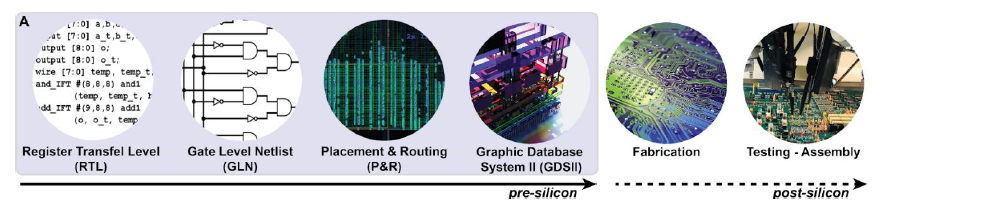 A
[7:0] a,b,
[7:0] a_t,b_t,
output [8:0] o;
output [8:0] o_t;
wire [7:0] temp, temp_t,
and_IFT #(8,8,8) and1
(temp, temp_t,
add_IFT #(9,8,8) add1
(o, o_t, temp
Register Transfel Level
(RTL)
Gate Level Netlist
(GLN)
Placement & Routing
(P&R)
Graphic Database
System II (GDSII)
Fabrication
Testing - Assembly
pre-silicon
post-silicon